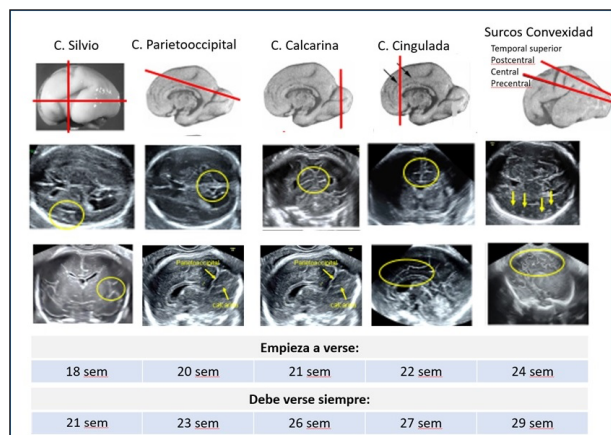 C. Silvio
C. Parietooccipital
C. Calcarina
C. Cingulada
Surcos Convexidad
Temporal superior
Postcentral
Central
Precentral
Parietooccipital
Calcarina
Parietooccipital
Calcarina
Empieza a verse:
18 sem 20 sem 21 sem 22 sem 24 sem
Debe verse siempre:
21 sem 23 sem 26 sem 27 sem 29 sem